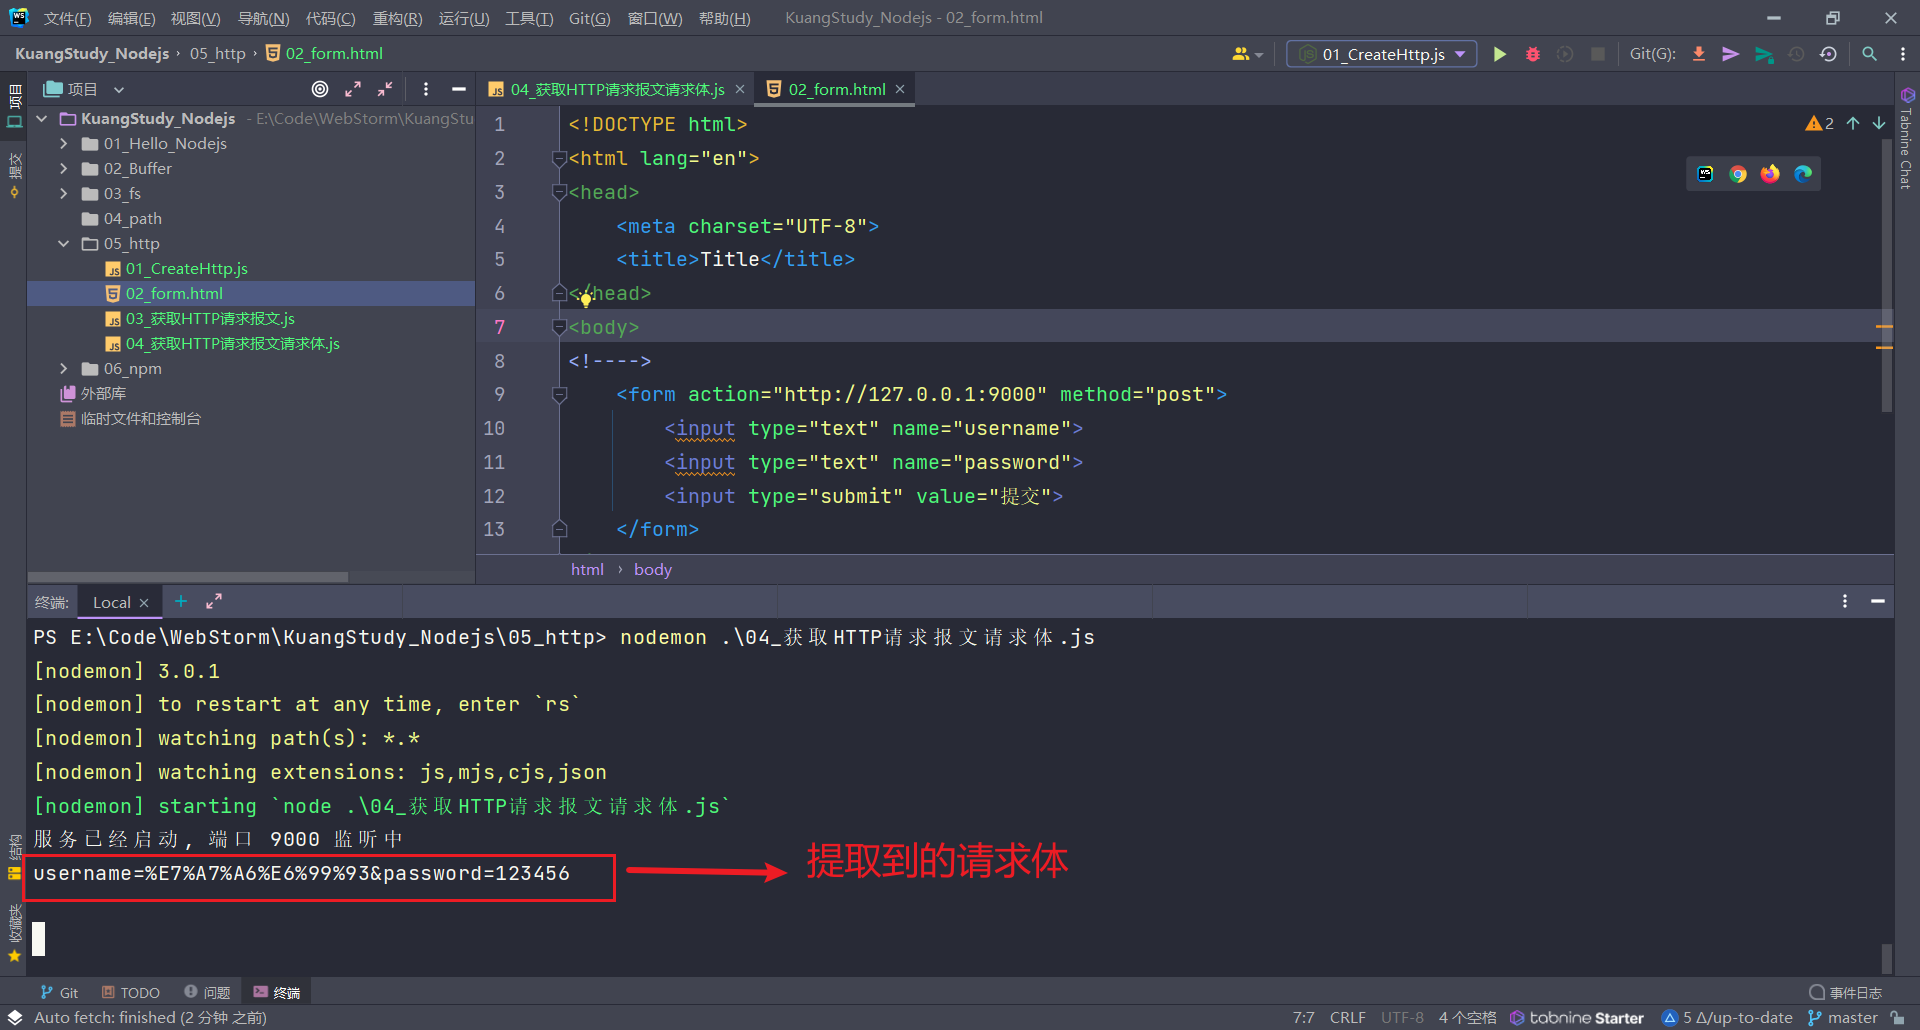 文件(F) 编辑(E) 视图(V) 导航(N) 代码(C) 重构(R) 运行(U) 工具(T) Git(G) 窗口(W) 帮助(H) KuangStudy_Nodejs - 02_form.html
KuangStudy_Nodejs › 05_http › 02_form.html
01_CreateHttp.js
Git(G):
项目
提交
结构
收藏夹
项目
KuangStudy_Nodejs - E:\Code\WebStorm\KuangStu
01_Hello_Nodejs
02_Buffer
03_fs
04_path
05_http
01_CreateHttp.js
02_form.html
03_获取HTTP请求报文.js
04_获取HTTP请求报文请求体.js
06_npm
外部库
临时文件和控制台
04_获取HTTP请求报文请求体.js
02_form.html
2
Tabnine Chat
1 <!DOCTYPE html>
2 <html lang="en">
3 <head>
4 <meta charset="UTF-8">
5 <title>Title</title>
6 </head>
7 <body>
8 <!---->
9 <form action="http://127.0.0.1:9000" method="post">
10 <input type="text" name="username">
11 <input type="text" name="password">
12 <input type="submit" value="提交">
13 </form>
html › body
终端: Local
PS E:\Code\WebStorm\KuangStudy_Nodejs\05_http> nodemon .\04_获取HTTP请求报文请求体.js
[nodemon] 3.0.1
[nodemon] to restart at any time, enter `rs`
[nodemon] watching path(s): *.*
[nodemon] watching extensions: js,mjs,cjs,json
[nodemon] starting `node .\04_获取HTTP请求报文请求体.js`
服务已经启动, 端口 9000 监听中
username=%E7%A7%A6%E6%99%93&password=123456
提取到的请求体
Git TODO 问题 终端
事件日志
Auto fetch: finished (2 分钟 之前)
7:7 CRLF UTF-8 4 个空格 tabnine Starter 5 Δ/up-to-date master